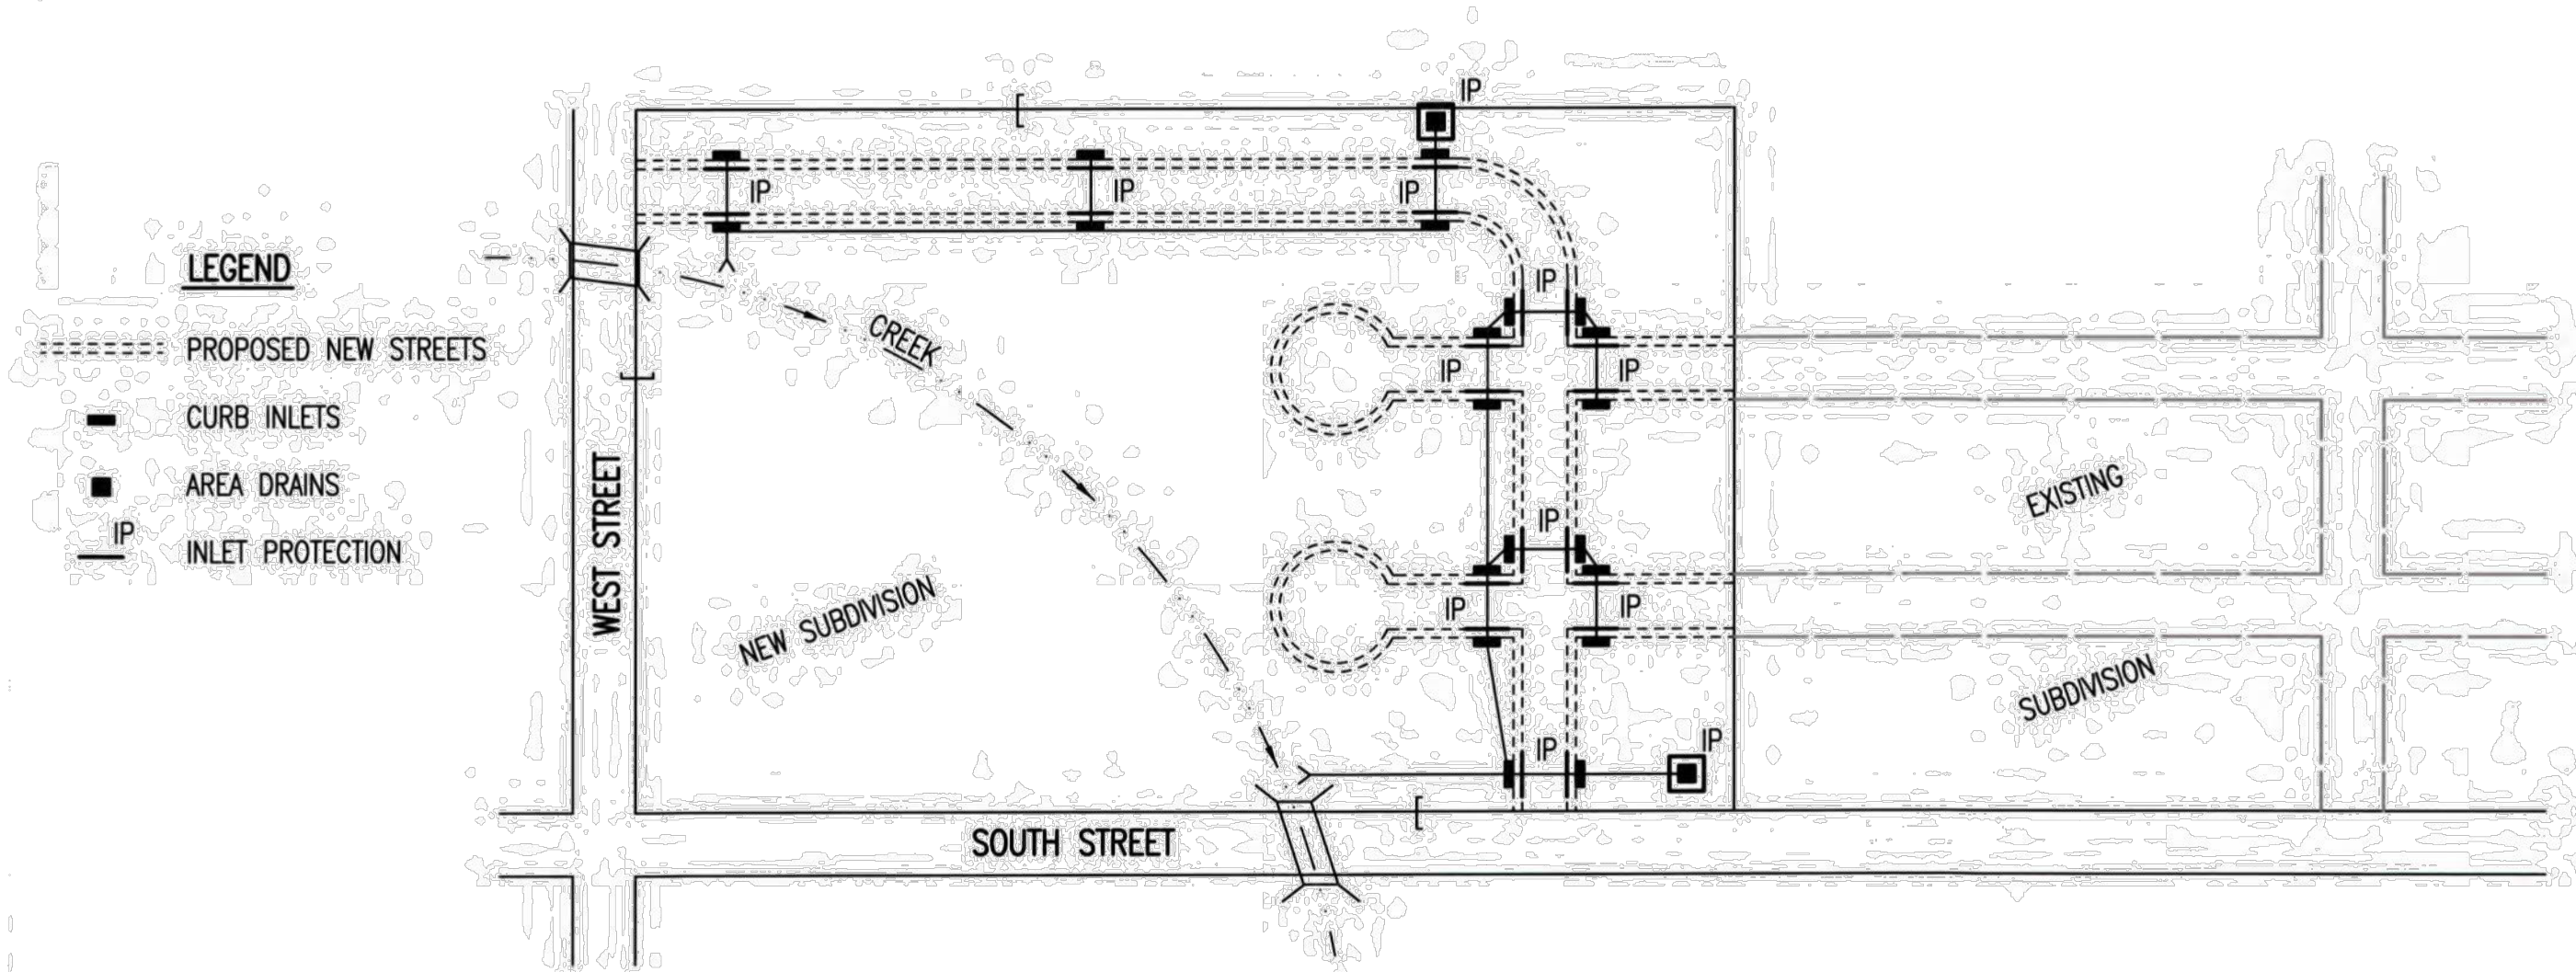 IP
IP
IP
IP
LEGEND
PROPOSED NEW STREETS
CURB INLETS
AREA DRAINS
IP
INLET PROTECTION
WEST STREET
CREEK
NEW SUBDIVISION
SOUTH STREET
IP
IP
IP
IP
IP
IP
IP
IP
EXISTING
SUBDIVISION